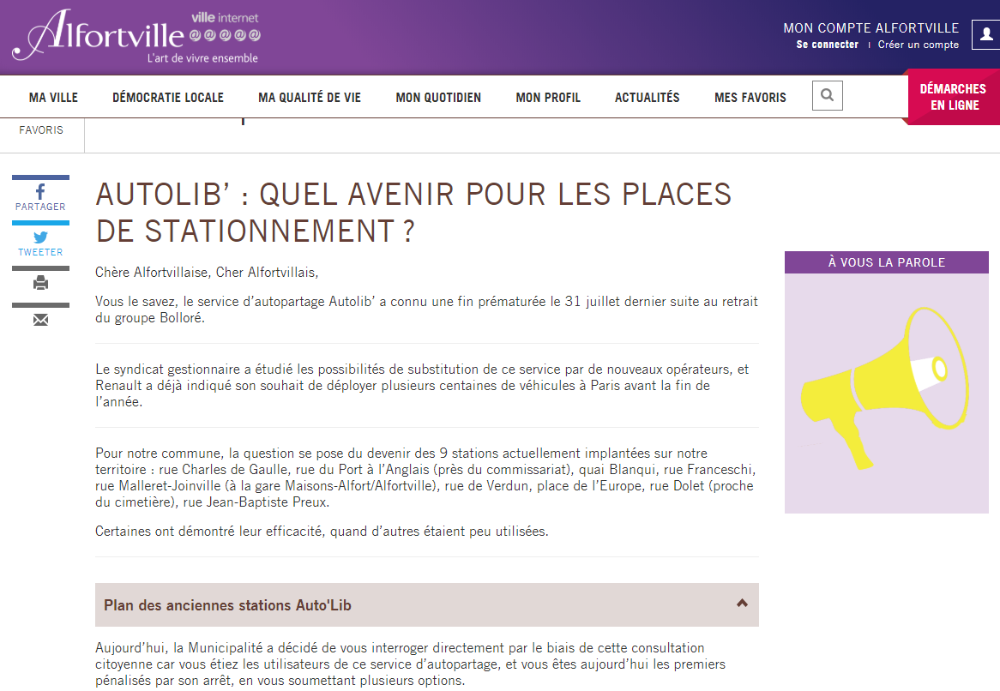 Alfortville
ville internet
@@@@@
L'art de vivre ensemble
MON COMPTE ALFORTVILLE
Se connecter | Créer un compte
MA VILLE DÉMOCRATIE LOCALE MA QUALITÉ DE VIE MON QUOTIDIEN MON PROFIL ACTUALITÉS MES FAVORIS
DÉMARCHES
EN LIGNE
FAVORIS
PARTAGER
TWEETER
AUTOLIB’ : QUEL AVENIR POUR LES PLACES
DE STATIONNEMENT ?
Chère Alfortvillaise, Cher Alfortvillais,
Vous le savez, le service d’autopartage Autolib’ a connu une fin prématurée le 31 juillet dernier suite au retrait
du groupe Bolloré.
Le syndicat gestionnaire a étudié les possibilités de substitution de ce service par de nouveaux opérateurs, et
Renault a déjà indiqué son souhait de déployer plusieurs centaines de véhicules à Paris avant la fin de
l’année.
Pour notre commune, la question se pose du devenir des 9 stations actuellement implantées sur notre
territoire : rue Charles de Gaulle, rue du Port à l’Anglais (près du commissariat), quai Blanqui, rue Franceschi,
rue Malleret-Joinville (à la gare Maisons-Alfort/Alfortville), rue de Verdun, place de l’Europe, rue Dolet (proche
du cimetière), rue Jean-Baptiste Preux.
Certaines ont démontré leur efficacité, quand d’autres étaient peu utilisées.
Plan des anciennes stations Auto'Lib
Aujourd’hui, la Municipalité a décidé de vous interroger directement par le biais de cette consultation
citoyenne car vous étiez les utilisateurs de ce service d’autopartage, et vous êtes aujourd’hui les premiers
pénalisés par son arrêt, en vous soumettant plusieurs options.
À VOUS LA PAROLE